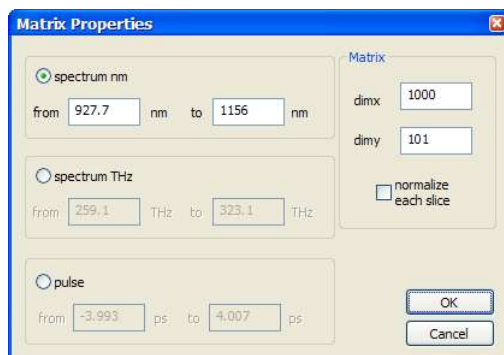 Matrix Properties
spectrum nm
from 927.7 nm to 1156 nm
spectrum THz
from 259.1 THz to 323.1 THz
pulse
from -3.993 ps to 4.007 ps
Matrix
dimx 1000
dimy 101
normalize
each slice
OK
Cancel